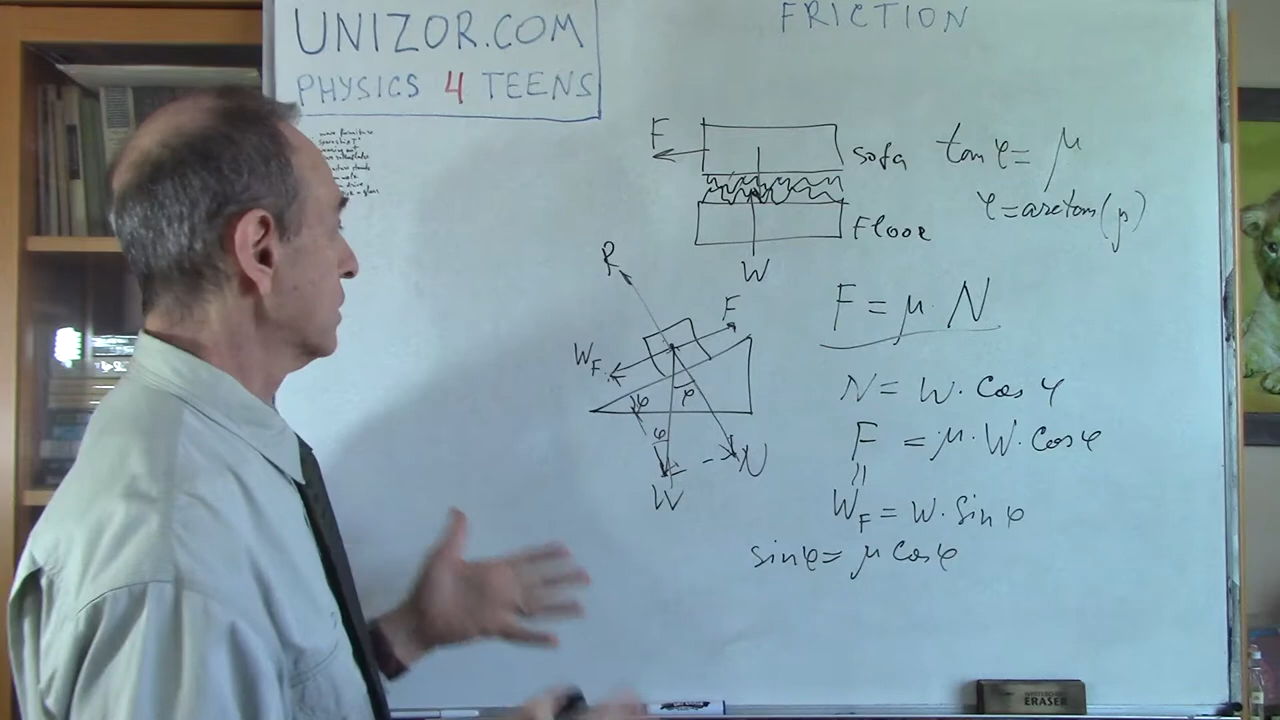 UNIZOR.COM
PHYSICS 4 TEENS
FRICTION
F
sofa
tan φ = μ
φ = arctan(μ)
Floor
W
R
F
F = μ · N
W_F
φ
φ
φ
N
W
N = W · cos φ
F = μ · W · cos φ
W_F = W · sin φ
sin φ = μ cos φ
ERASER